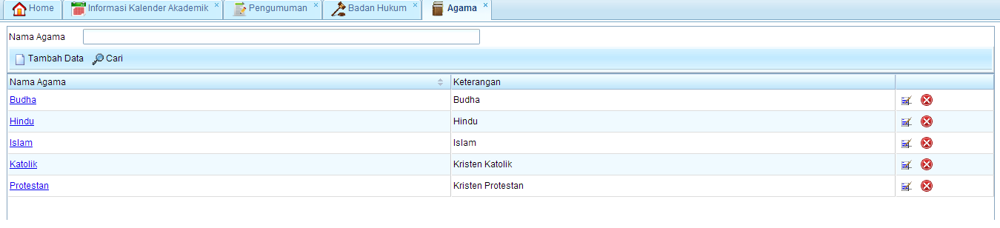 Home Informasi Kalender Akademik × Pengumuman × Badan Hukum × Agama ×
Nama Agama
Tambah Data Cari
Nama Agama Keterangan
Budha Budha
Hindu Hindu
Islam Islam
Katolik Kristen Katolik
Protestan Kristen Protestan